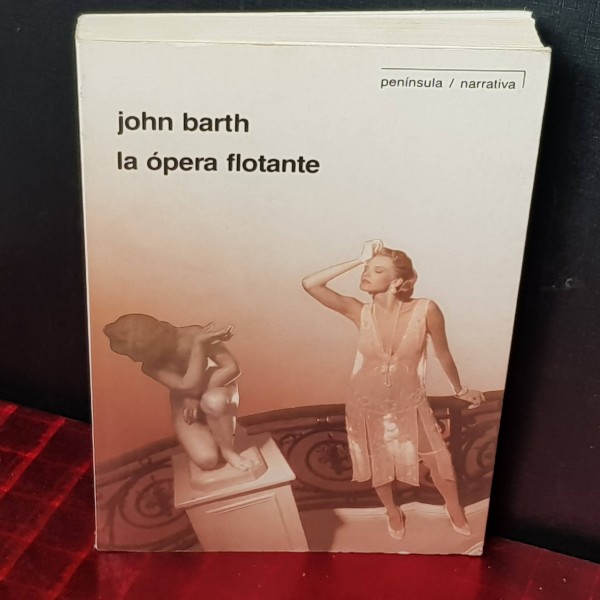 península / narrativa
john barth
la ópera flotante